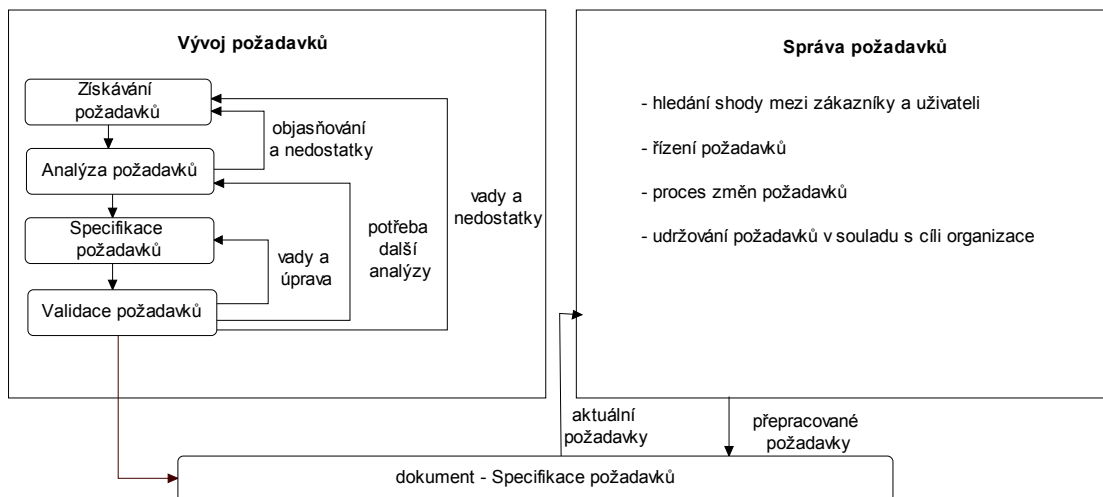 Vývoj požadavků
Získávání
požadavků
objasňování
a nedostatky
Analýza požadavků
vady a
nedostatky
Specifikace
požadavků
potřeba
další
analýzy
vady a
úprava
Validace požadavků
Správa požadavků
- hledání shody mezi zákazníky a uživateli
- řízení požadavků
- proces změn požadavků
- udržování požadavků v souladu s cíli organizace
aktuální
požadavky
přepracované
požadavky
dokument - Specifikace požadavků